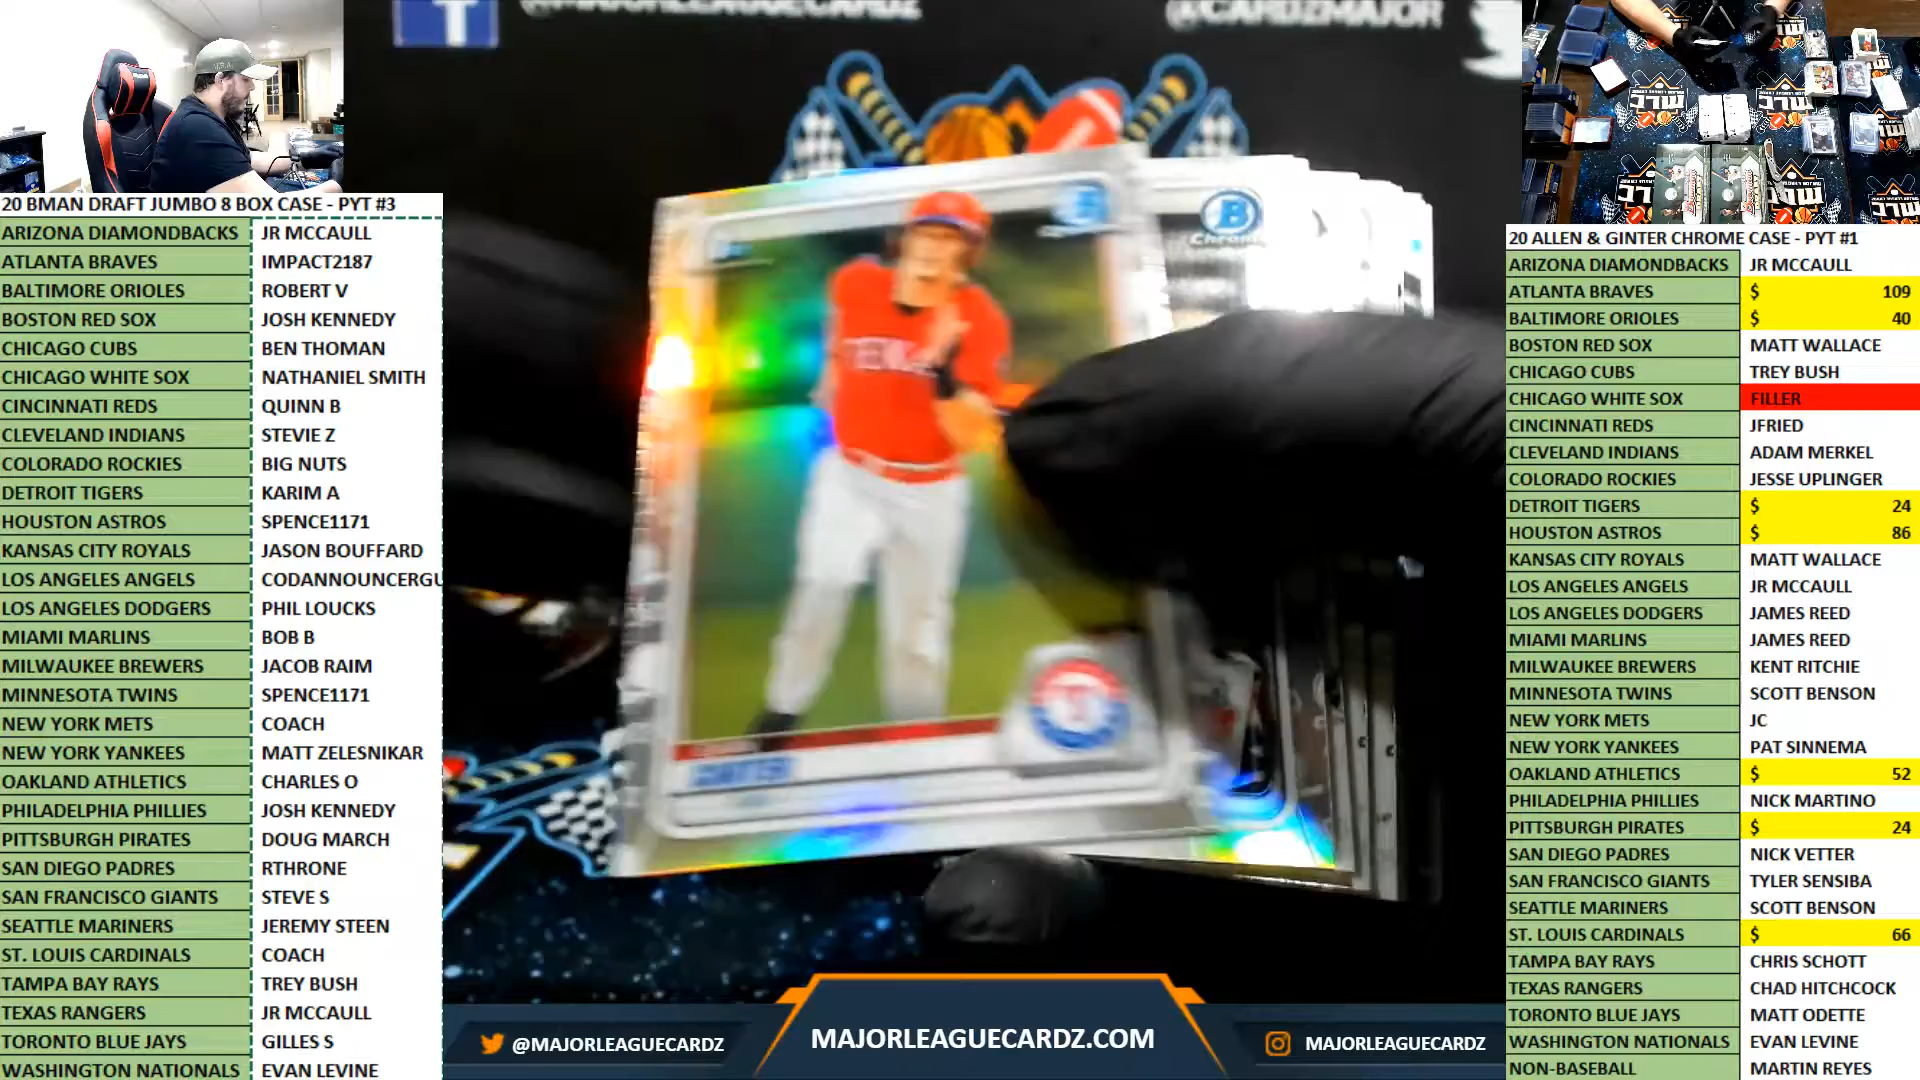 @MAJORLEAGUECARDZ
@CARDZMAJOR
20 BMAN DRAFT JUMBO 8 BOX CASE - PYT #3
ARIZONA DIAMONDBACKS JR MCCAULL
ATLANTA BRAVES IMPACT2187
BALTIMORE ORIOLES ROBERT V
BOSTON RED SOX JOSH KENNEDY
CHICAGO CUBS BEN THOMAN
CHICAGO WHITE SOX NATHANIEL SMITH
CINCINNATI REDS QUINN B
CLEVELAND INDIANS STEVIE Z
COLORADO ROCKIES BIG NUTS
DETROIT TIGERS KARIM A
HOUSTON ASTROS SPENCE1171
KANSAS CITY ROYALS JASON BOUFFARD
LOS ANGELES ANGELS CODANNOUNCERGU
LOS ANGELES DODGERS PHIL LOUCKS
MIAMI MARLINS BOB B
MILWAUKEE BREWERS JACOB RAIM
MINNESOTA TWINS SPENCE1171
NEW YORK METS COACH
NEW YORK YANKEES MATT ZELESNIKAR
OAKLAND ATHLETICS CHARLES O
PHILADELPHIA PHILLIES JOSH KENNEDY
PITTSBURGH PIRATES DOUG MARCH
SAN DIEGO PADRES RTHRONE
SAN FRANCISCO GIANTS STEVE S
SEATTLE MARINERS JEREMY STEEN
ST. LOUIS CARDINALS COACH
TAMPA BAY RAYS TREY BUSH
TEXAS RANGERS JR MCCAULL
TORONTO BLUE JAYS GILLES S
WASHINGTON NATIONALS EVAN LEVINE
B
Chrome
@MAJORLEAGUECARDZ
MAJORLEAGUECARDZ.COM
MAJORLEAGUECARDZ
20 ALLEN & GINTER CHROME CASE - PYT #1
ARIZONA DIAMONDBACKS JR MCCAULL
ATLANTA BRAVES $ 109
BALTIMORE ORIOLES $ 40
BOSTON RED SOX MATT WALLACE
CHICAGO CUBS TREY BUSH
CHICAGO WHITE SOX FILLER
CINCINNATI REDS JFRIED
CLEVELAND INDIANS ADAM MERKEL
COLORADO ROCKIES JESSE UPLINGER
DETROIT TIGERS $ 24
HOUSTON ASTROS $ 86
KANSAS CITY ROYALS MATT WALLACE
LOS ANGELES ANGELS JR MCCAULL
LOS ANGELES DODGERS JAMES REED
MIAMI MARLINS JAMES REED
MILWAUKEE BREWERS KENT RITCHIE
MINNESOTA TWINS SCOTT BENSON
NEW YORK METS JC
NEW YORK YANKEES PAT SINNEMA
OAKLAND ATHLETICS $ 52
PHILADELPHIA PHILLIES NICK MARTINO
PITTSBURGH PIRATES $ 24
SAN DIEGO PADRES NICK VETTER
SAN FRANCISCO GIANTS TYLER SENSIBA
SEATTLE MARINERS SCOTT BENSON
ST. LOUIS CARDINALS $ 66
TAMPA BAY RAYS CHRIS SCHOTT
TEXAS RANGERS CHAD HITCHCOCK
TORONTO BLUE JAYS MATT ODETTE
WASHINGTON NATIONALS EVAN LEVINE
NON-BASEBALL MARTIN REYES